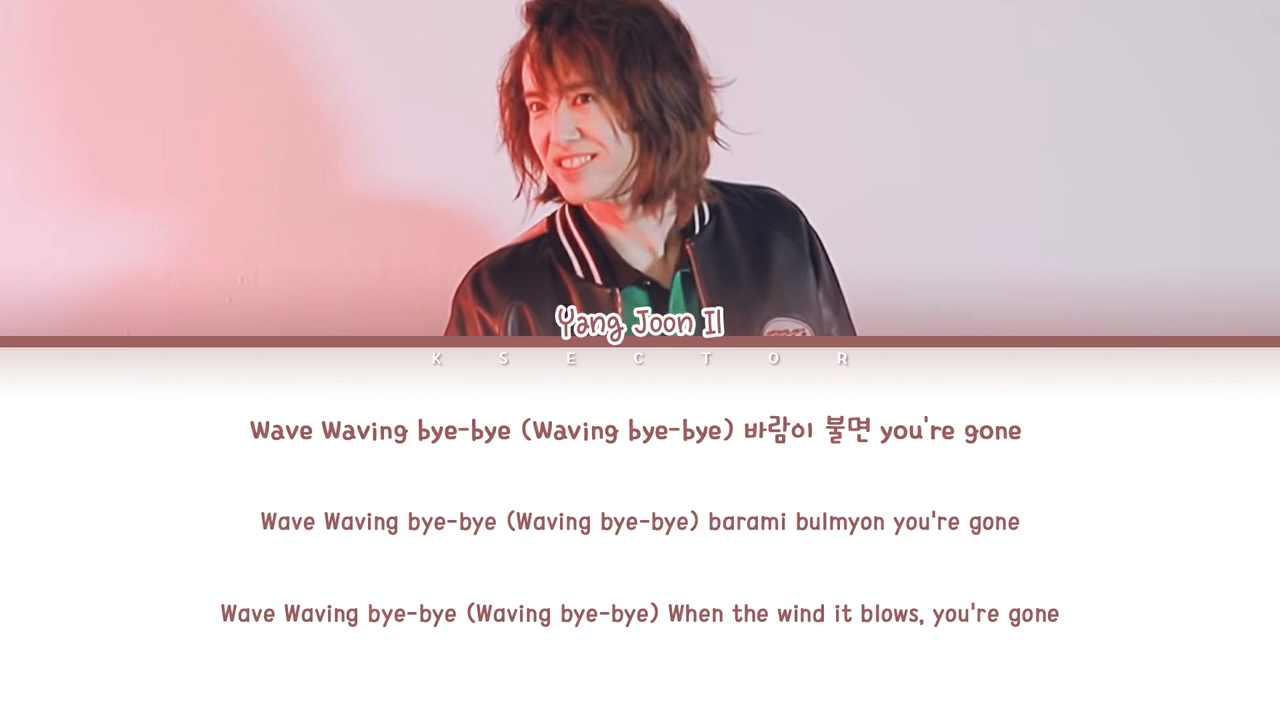 Yang Joon Il
K S E C T O R
Wave Waving bye-bye (Waving bye-bye) 바람이 불면 you're gone
Wave Waving bye-bye (Waving bye-bye) barami bulmyon you're gone
Wave Waving bye-bye (Waving bye-bye) When the wind it blows, you're gone